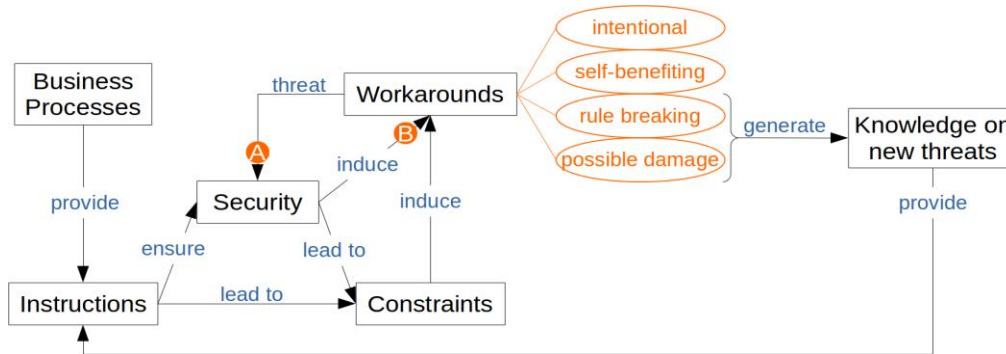 intentional
Business
Processes
self-benefiting
threat
Workarounds
rule breaking
generate
Knowledge on
new threats
A
B
induce
possible damage
provide
Security
induce
provide
ensure
lead to
Instructions
lead to
Constraints